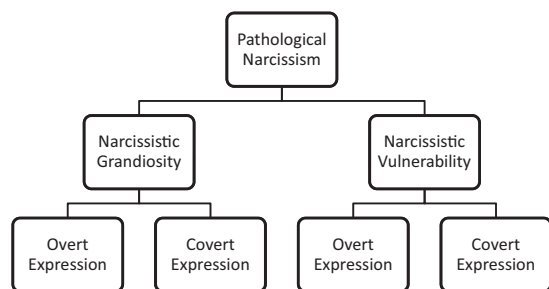 Pathological
Narcissism
Narcissistic
Grandiosity
Narcissistic
Vulnerability
Overt
Expression
Covert
Expression
Overt
Expression
Covert
Expression